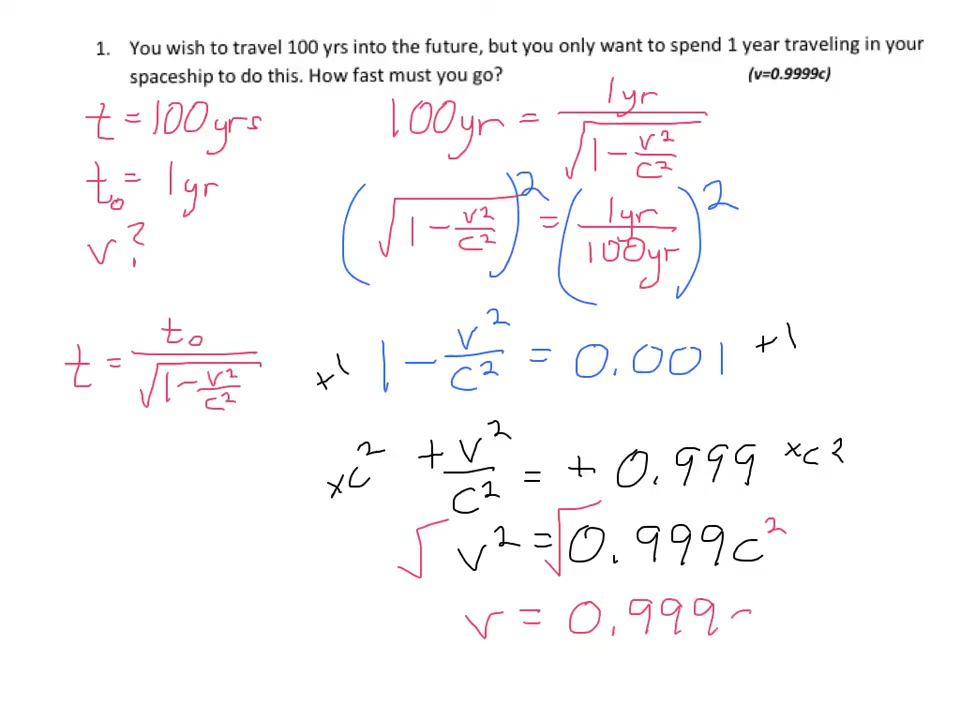 1. You wish to travel 100 yrs into the future, but you only want to spend 1 year traveling in your
spaceship to do this. How fast must you go? (v=0.9999c)
t = 100 yrs
t₀ = 1 yr
v?
t = t₀ / √(1 - v²/c²)
100 yr = 1 yr / √(1 - v²/c²)
(√(1 - v²/c²))² = (1 yr / 100 yr)²
+1 1 - v²/c² = 0.001 +1
xc² + v²/c² = + 0.999 xc²
√v² = √0.999c²
v = 0.999